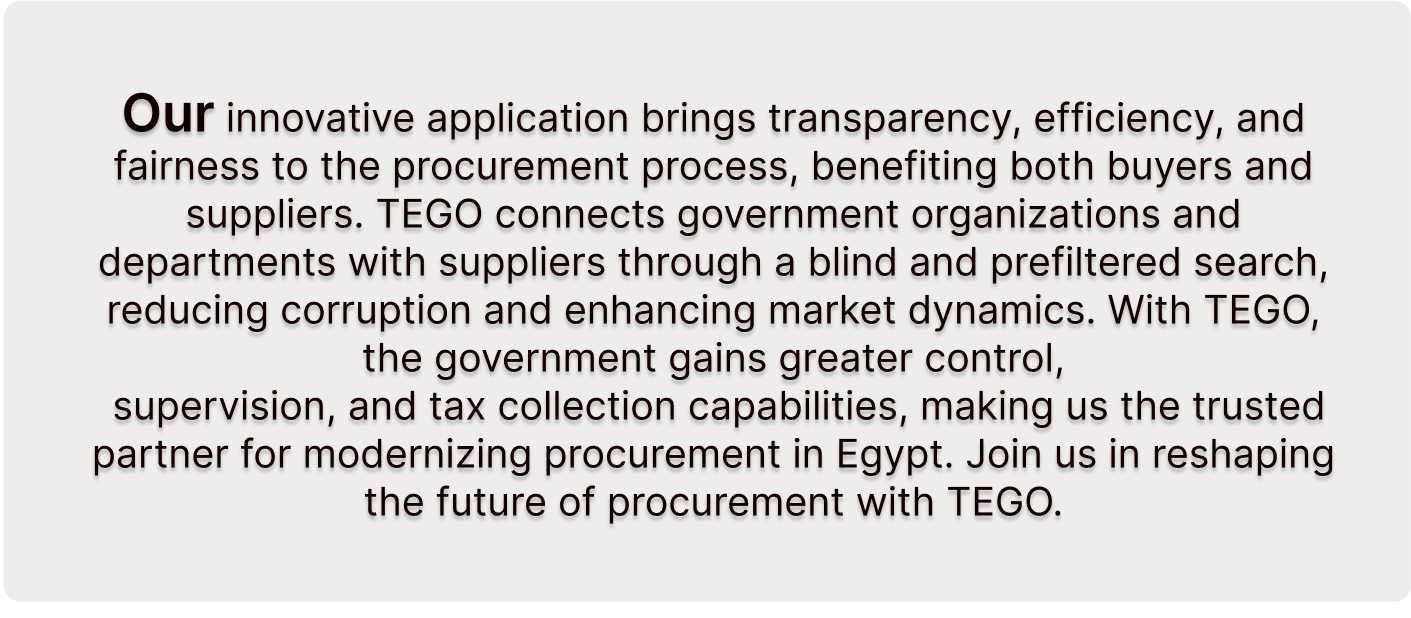 Our innovative application brings transparency, efficiency, and
fairness to the procurement process, benefiting both buyers and
suppliers. TEGO connects government organizations and
departments with suppliers through a blind and prefiltered search,
reducing corruption and enhancing market dynamics. With TEGO,
the government gains greater control,
supervision, and tax collection capabilities, making us the trusted
partner for modernizing procurement in Egypt. Join us in reshaping
the future of procurement with TEGO.